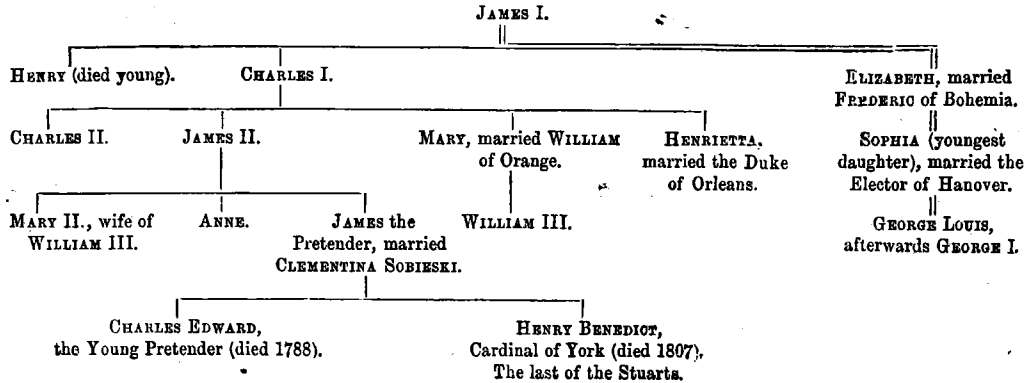 JAMES I.
HENRY (died young).
CHARLES I.
ELIZABETH, married
FREDERIC of Bohemia.
CHARLES II.
JAMES II.
MARY, married WILLIAM
of Orange.
HENRIETTA,
married the Duke
of Orleans.
SOPHIA (youngest
daughter), married the
Elector of Hanover.
MARY II., wife of
WILLIAM III.
ANNE.
JAMES the
Pretender, married
CLEMENTINA SOBIESKI.
WILLIAM III.
GEORGE LOUIS,
afterwards GEORGE I.
CHARLES EDWARD,
the Young Pretender (died 1788).
HENRY BENEDICT,
Cardinal of York (died 1807),
The last of the Stuarts.